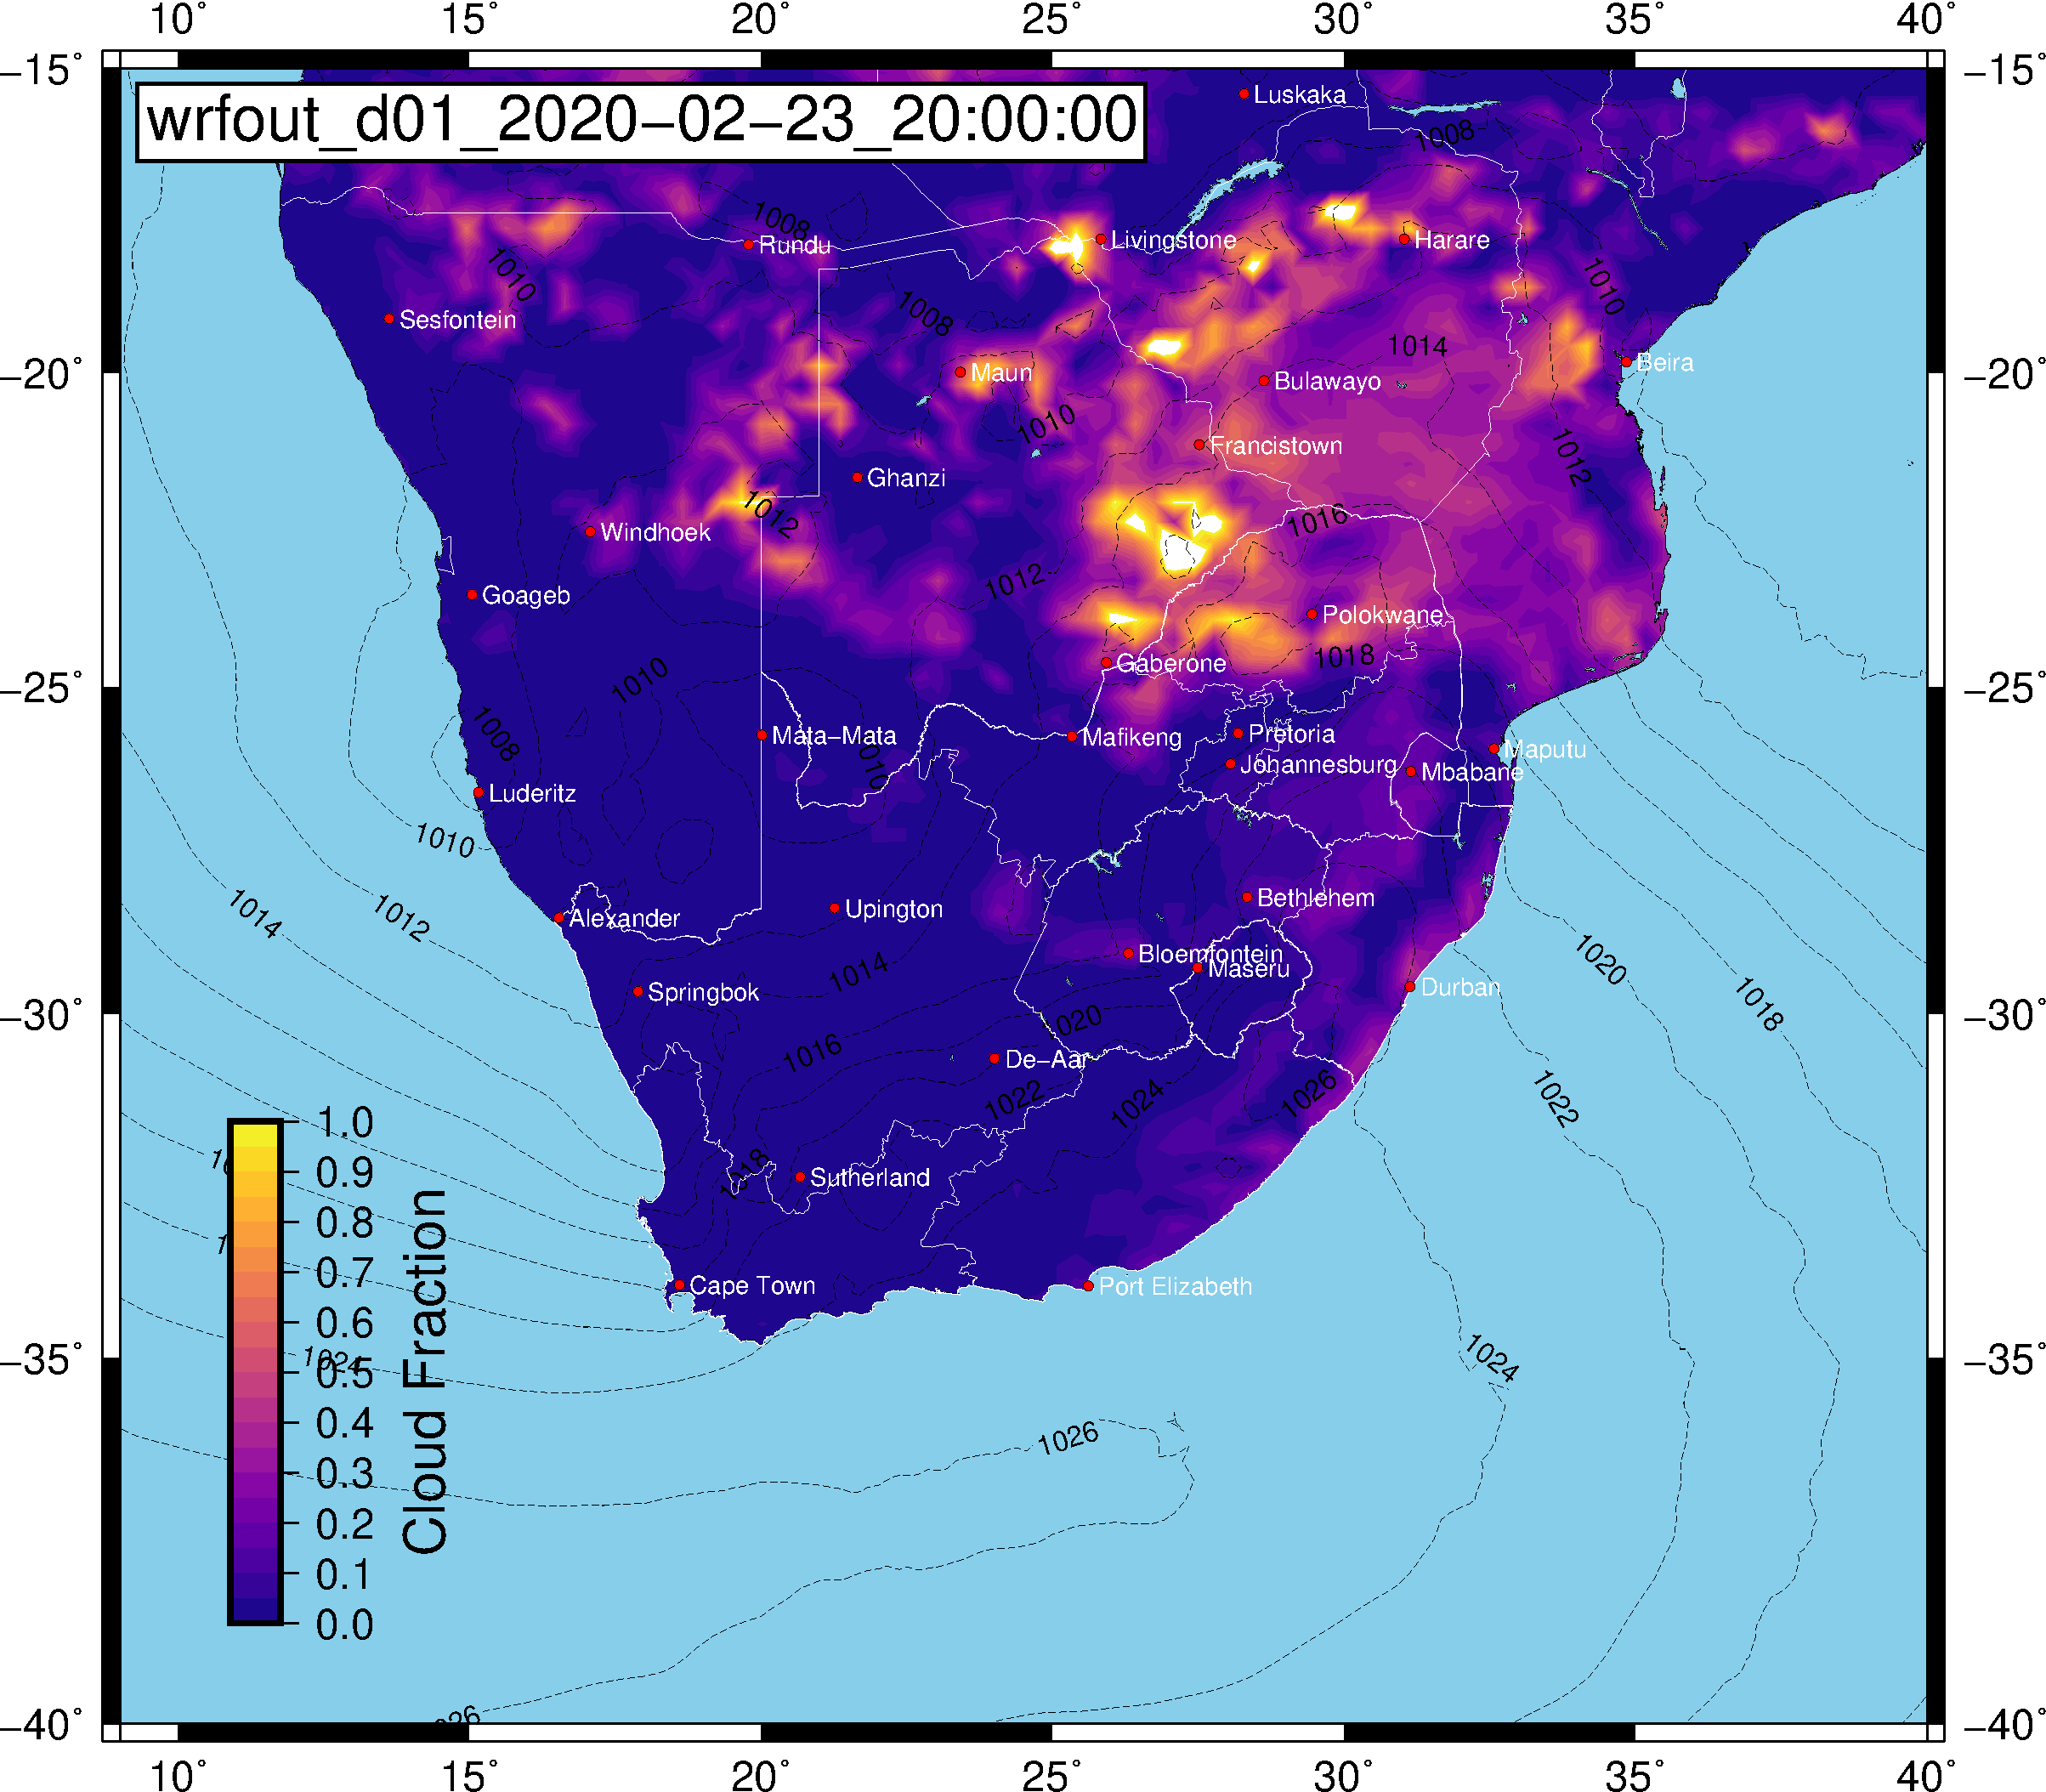 10° 15° 20° 25° 30° 35° 40°
−15° −15°
wrfout_d01_2020−02−23_20:00:00
Luskaka
1008
1008
Rundu
Livingstone
Harare
1010
1010
1008
Sesfontein
1014
Beira
−20° −20°
Maun
Bulawayo
1010
Francistown
1012
Ghanzi
1012
1016
Windhoek
1012
Goageb
Polokwane
1018
Gaberone
−25° −25°
1010
1008
Mata−Mata
Mafikeng
Pretoria
Maputu
1010
Johannesburg
Mbabane
Luderitz
1010
1014
1012
Alexander
Upington
Bethlehem
Bloemfontein
Maseru
1020
1014
Springbok
Durban
1018
−30° −30°
1020
1016
De−Aar
1022
1024
1026
1022
1018
Sutherland
Cape Town
Port Elizabeth
1024
1024
−35° −35°
1026
1026
1.0
0.9
0.8
0.7
0.6
0.5
0.4
0.3
0.2
0.1
0.0
Cloud Fraction
−40° −40°
10° 15° 20° 25° 30° 35° 40°